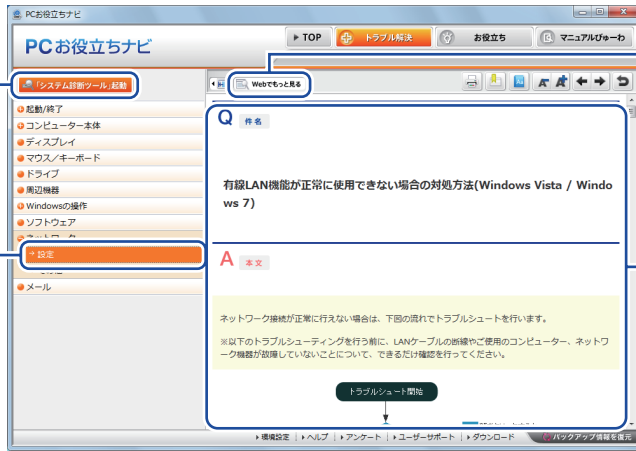 PCお役立ちナビ
PCお役立ちナビ
TOP
トラブル解決
お役立ち
マニュアルびゅーわ
「システム診断ツール」起動
Webでもっと見る
起動/終了
コンピューター本体
ディスプレイ
マウス/キーボード
ドライブ
周辺機器
Windowsの操作
ソフトウェア
設定
メール
Q 件名
有線LAN機能が正常に使用できない場合の対処方法(Windows Vista / Windo
ws 7)
A 本文
ネットワーク接続が正常に行えない場合は、下図の流れでトラブルシュートを行います。
※以下のトラブルシューティングを行う前に、LANケーブルの断線やご使用のコンピューター、ネットワ
ーク機器が故障していないことについて、できるだけ確認を行ってください。
トラブルシュート開始
環境設定 ヘルプ アンケート ユーザーサポート ダウンロード バックアップ情報を復元